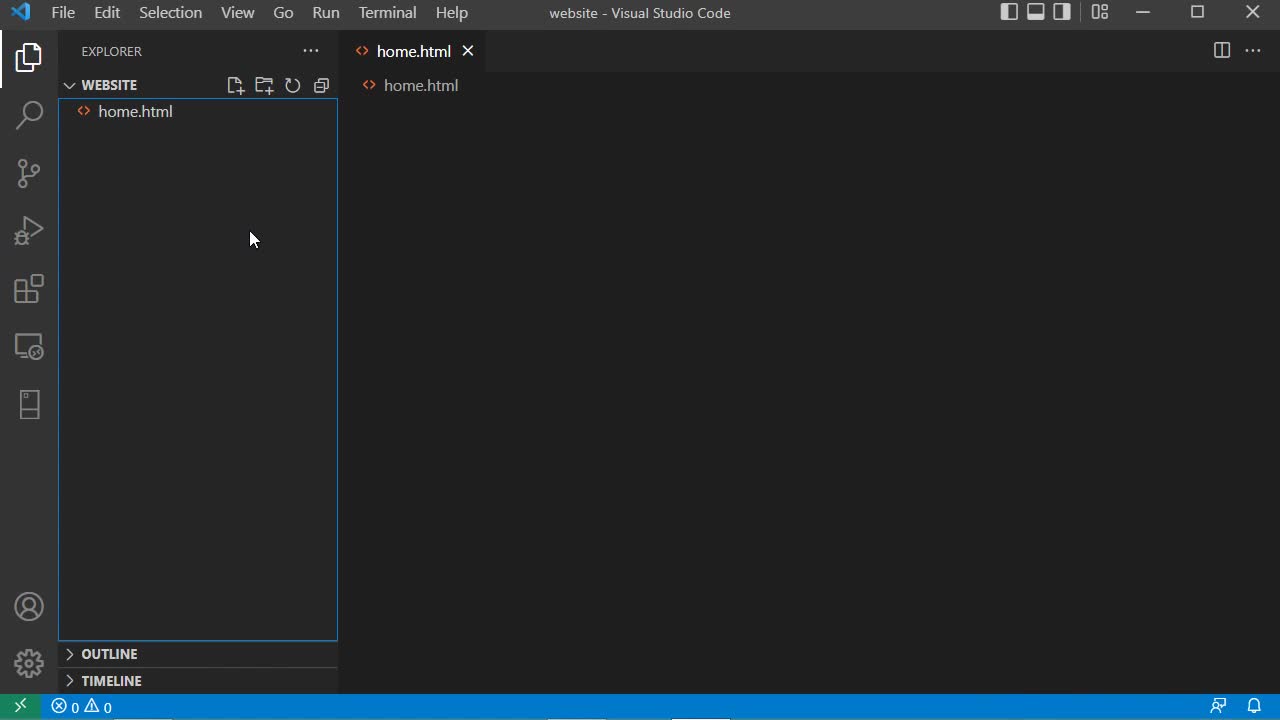 File Edit Selection View Go Run Terminal Help website - Visual Studio Code
EXPLORER
home.html
WEBSITE
home.html
home.html
OUTLINE
TIMELINE
0 0